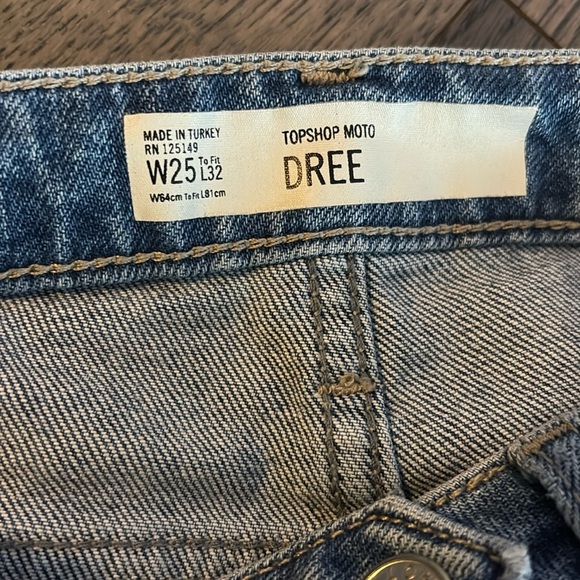 MADE IN TURKEY
RN 125149
W25 To Fit L32
W64cm To Fit L81cm
TOPSHOP MOTO
DREE